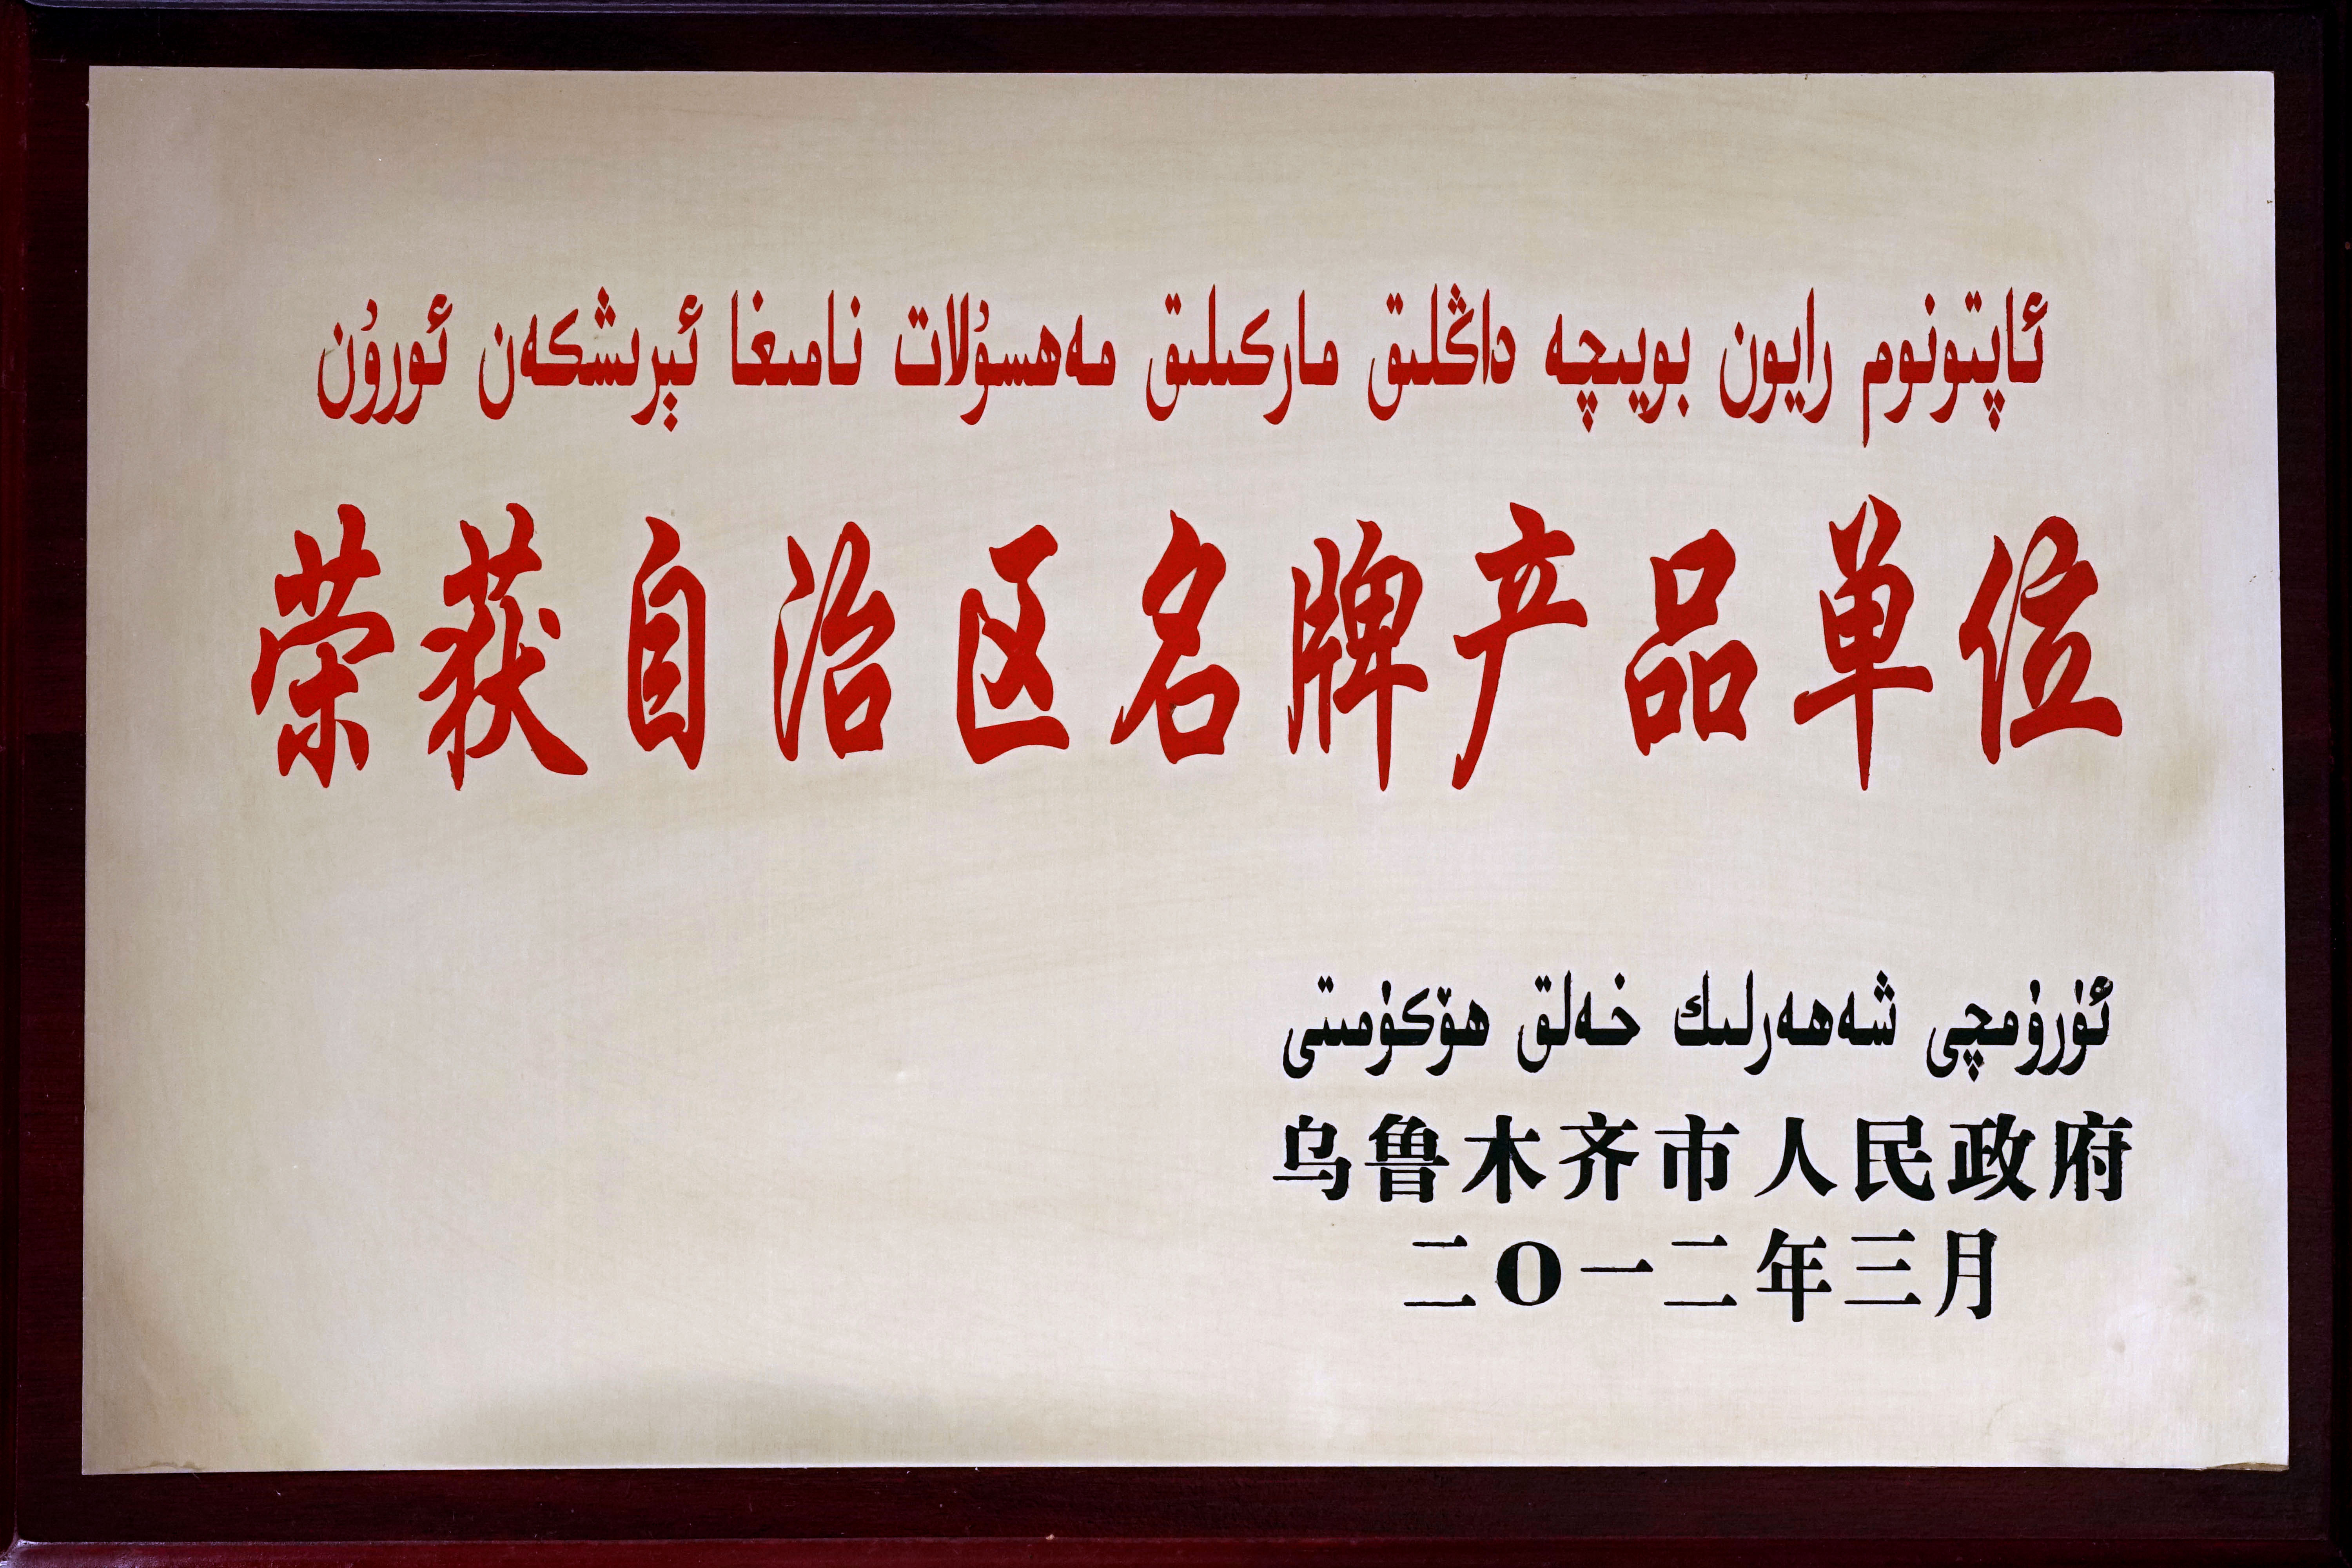 ئاپتونوم رايون بويىچە داڭلىق ماركىلىق مەھسۇلات نامىغا ئېرىشكەن ئورۇن
荣获自治区名牌产品单位
ئۈرۈمچى شەھەرلىك خەلق ھۆكۈمىتى
乌鲁木齐市人民政府
二O一二年三月